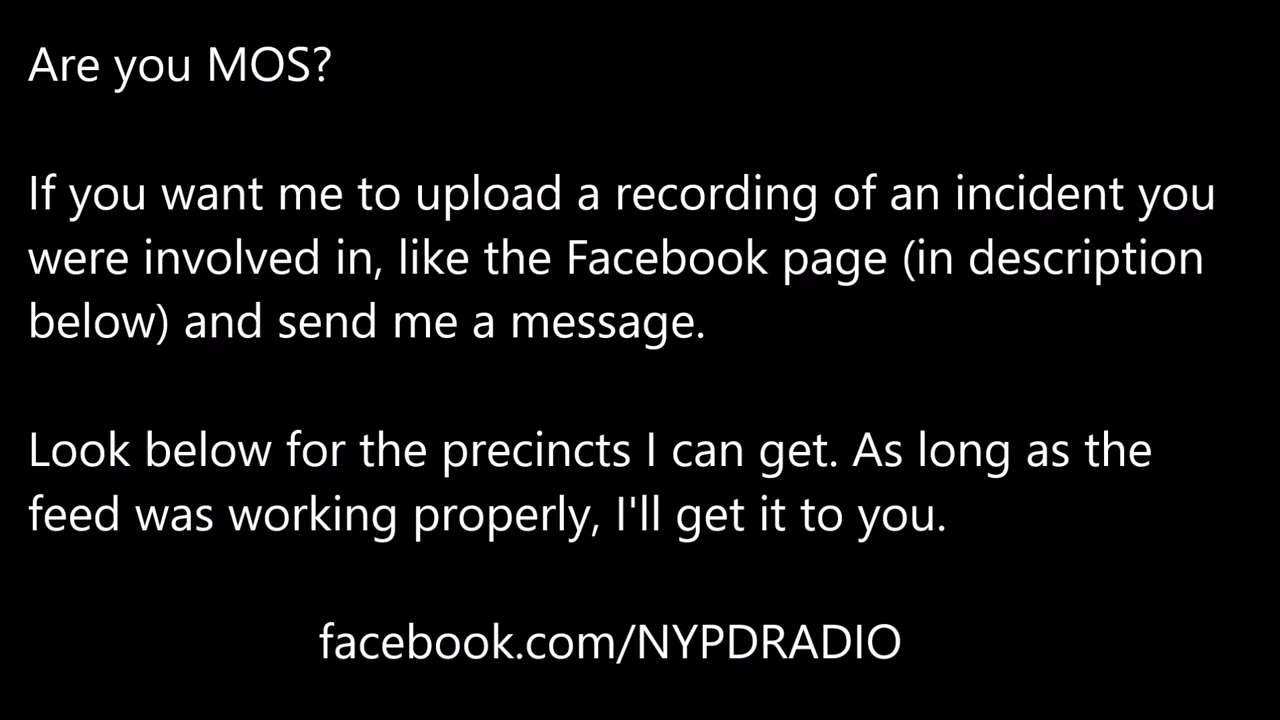 Are you MOS?
If you want me to upload a recording of an incident you
were involved in, like the Facebook page (in description
below) and send me a message.
Look below for the precincts I can get. As long as the
feed was working properly, I'll get it to you.
facebook.com/NYPDRADIO